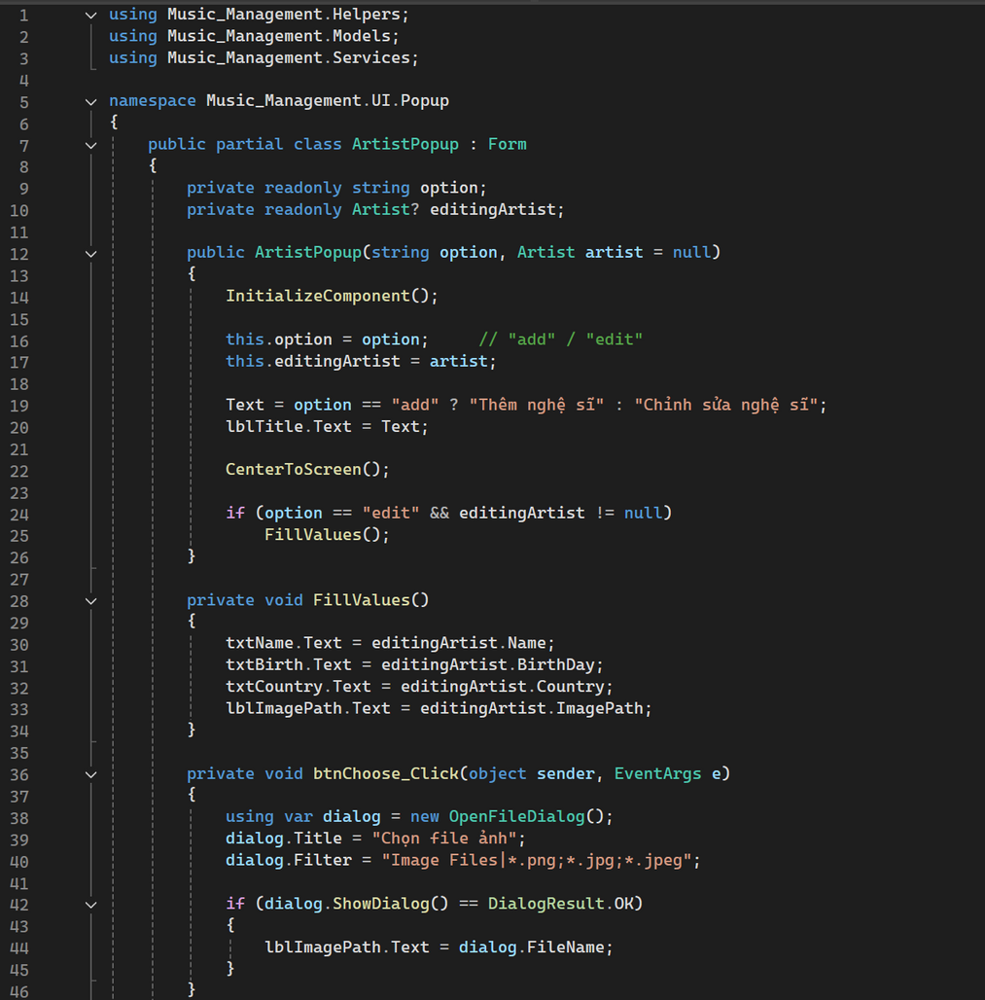 1 using Music_Management.Helpers;
2 using Music_Management.Models;
3 using Music_Management.Services;
4
5 namespace Music_Management.UI.Popup
6 {
7 public partial class ArtistPopup : Form
8 {
9 private readonly string option;
10 private readonly Artist? editingArtist;
11
12 public ArtistPopup(string option, Artist artist = null)
13 {
14 InitializeComponent();
15
16 this.option = option; // "add" / "edit"
17 this.editingArtist = artist;
18
19 Text = option == "add" ? "Thêm nghệ sĩ" : "Chỉnh sửa nghệ sĩ";
20 lblTitle.Text = Text;
21
22 CenterToScreen();
23
24 if (option == "edit" && editingArtist != null)
25 FillValues();
26 }
27
28 private void FillValues()
29 {
30 txtName.Text = editingArtist.Name;
31 txtBirth.Text = editingArtist.BirthDay;
32 txtCountry.Text = editingArtist.Country;
33 lblImagePath.Text = editingArtist.ImagePath;
34 }
35
36 private void btnChoose_Click(object sender, EventArgs e)
37 {
38 using var dialog = new OpenFileDialog();
39 dialog.Title = "Chọn file ảnh";
40 dialog.Filter = "Image Files|*.png;*.jpg;*.jpeg";
41
42 if (dialog.ShowDialog() == DialogResult.OK)
43 {
44 lblImagePath.Text = dialog.FileName;
45 }
46 }